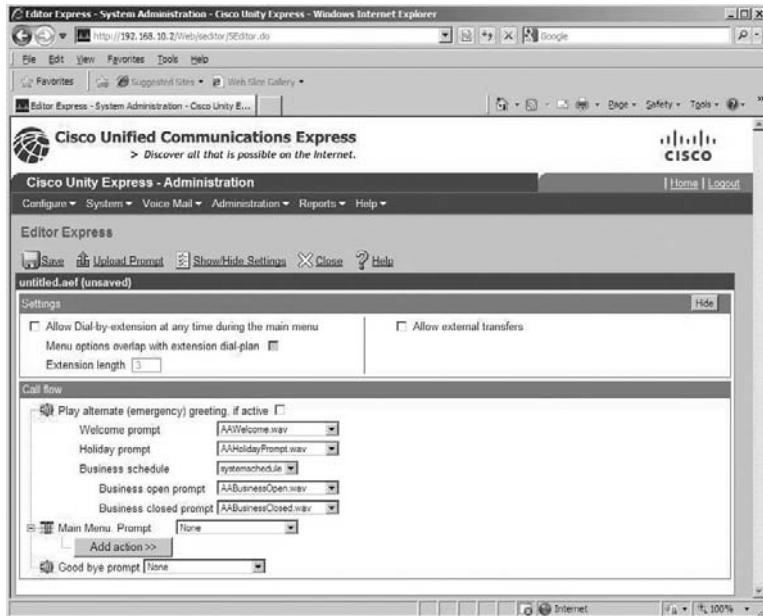 Editor Express - System Administration - Cisco Unity Express - Windows Internet Explorer
http://192.168.10.2/Web/seditor/SEditor.do
Google
File Edit View Favorites Tools Help
Favorites Suggested Sites Web Slice Gallery
Editor Express - System Administration - Cisco Unity E... Page Safety Tools
Cisco Unified Communications Express
> Discover all that is possible on the Internet.
CISCO
Cisco Unity Express - Administration | Home | Logout
Configure System Voice Mail Administration Reports Help
Editor Express
Save Upload Prompt Show/Hide Settings Close Help
untitled.aef (unsaved)
Settings Hide
Allow Dial-by-extension at any time during the main menu Allow external transfers
Menu options overlap with extension dial-plan
Extension length 3
Call flow
Play alternate (emergency) greeting, if active
Welcome prompt AAWelcome.wav
Holiday prompt AAHolidayPrompt.wav
Business schedule systemschedule
Business open prompt AABusinessOpen.wav
Business closed prompt AABusinessClosed.wav
Main Menu. Prompt None
Add action >>
Good bye prompt None
Internet 100%